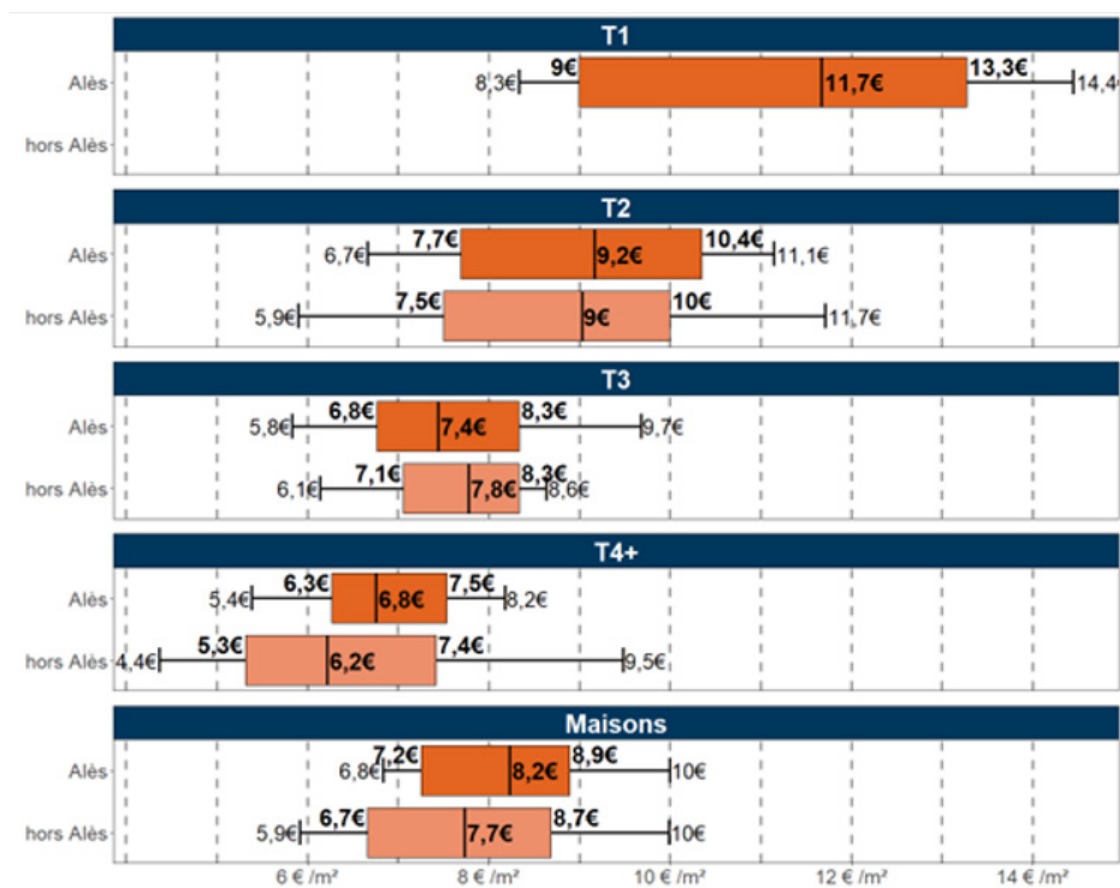 T1
Alès 8,3€ 9€ 11,7€ 13,3€ 14,4
hors Alès
T2
Alès 6,7€ 7,7€ 9,2€ 10,4€ 11,1€
hors Alès 5,9€ 7,5€ 9€ 10€ 11,7€
T3
Alès 5,8€ 6,8€ 7,4€ 8,3€ 9,7€
hors Alès 6,1€ 7,1€ 7,8€ 8,3€ 8,6€
T4+
Alès 5,4€ 6,3€ 6,8€ 7,5€ 8,2€
hors Alès 4,4€ 5,3€ 6,2€ 7,4€ 9,5€
Maisons
Alès 6,8€ 7,2€ 8,2€ 8,9€ 10€
hors Alès 5,9€ 6,7€ 7,7€ 8,7€ 10€
6 € /m² 8 € /m² 10 € /m² 12 € /m² 14 € /m²